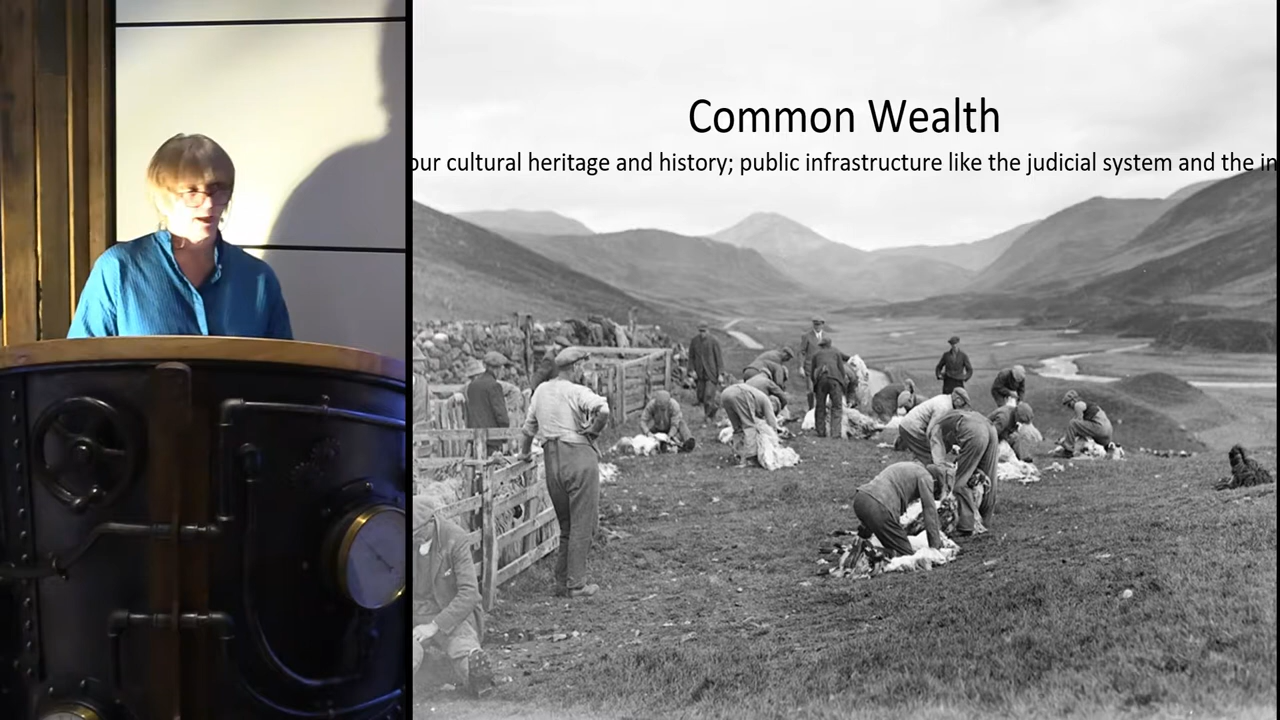 Common Wealth
our cultural heritage and history; public infrastructure like the judicial system and the in